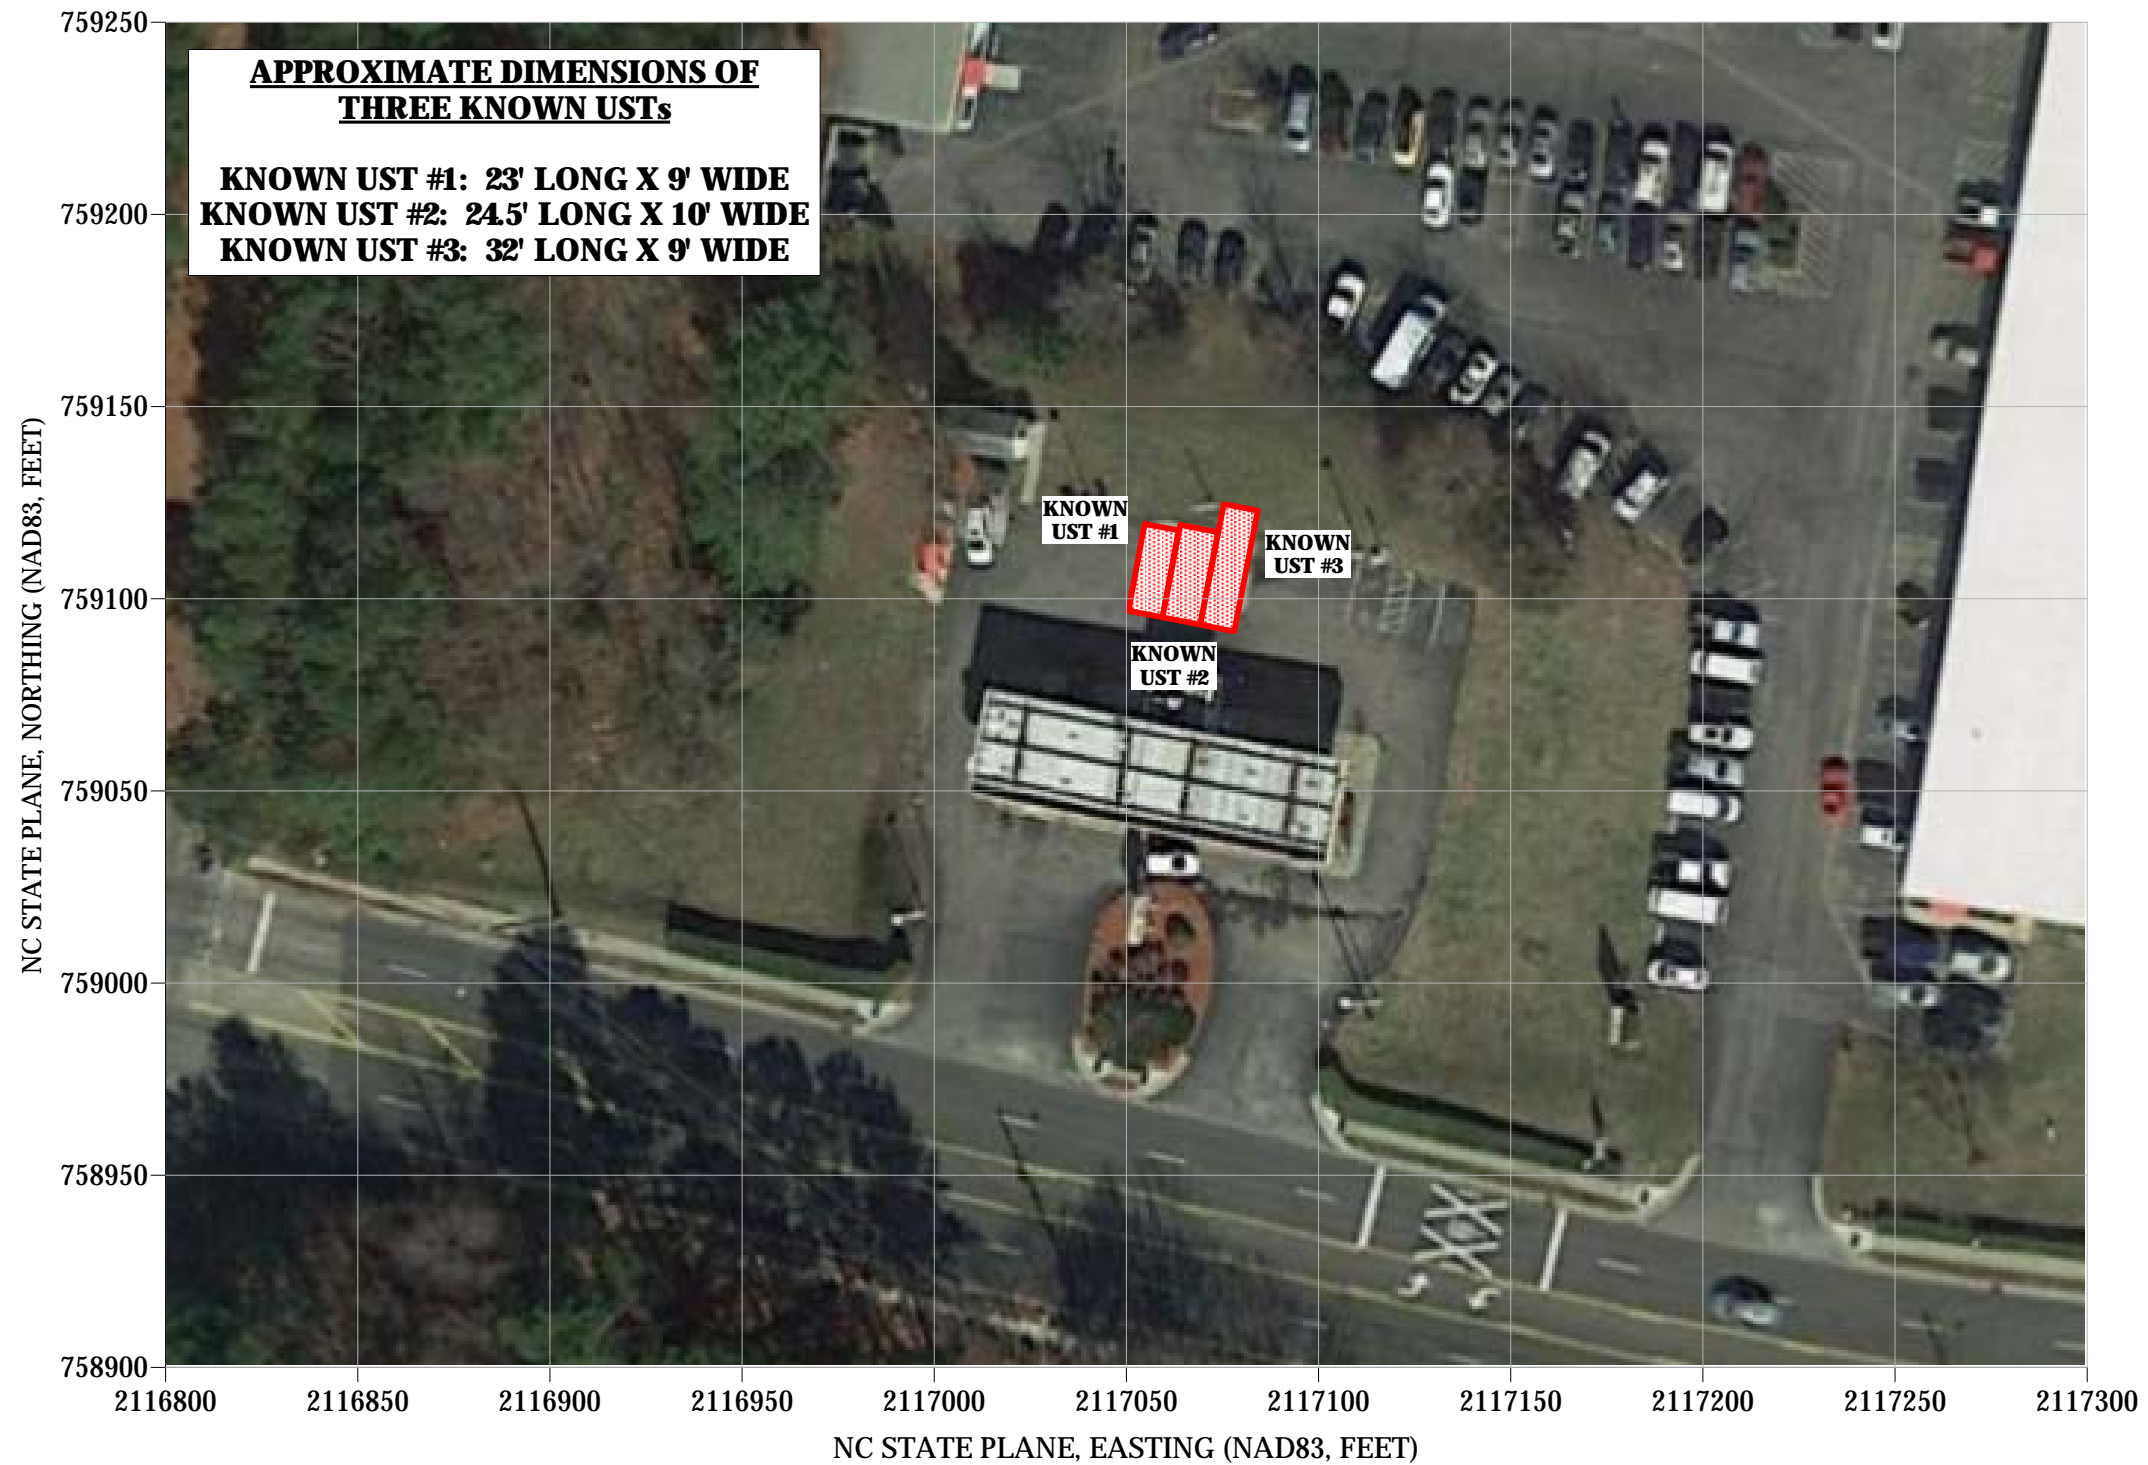 APPROXIMATE DIMENSIONS OF
THREE KNOWN USTs
KNOWN UST #1: 23' LONG X 9' WIDE
KNOWN UST #2: 24.5' LONG X 10' WIDE
KNOWN UST #3: 32' LONG X 9' WIDE
KNOWN
UST #1
KNOWN
UST #3
KNOWN
UST #2
NC STATE PLANE, NORTHING (NAD83, FEET)
759250
759200
759150
759100
759050
759000
758950
758900
2116800 2116850 2116900 2116950 2117000 2117050 2117100 2117150 2117200 2117250 2117300
NC STATE PLANE, EASTING (NAD83, FEET)